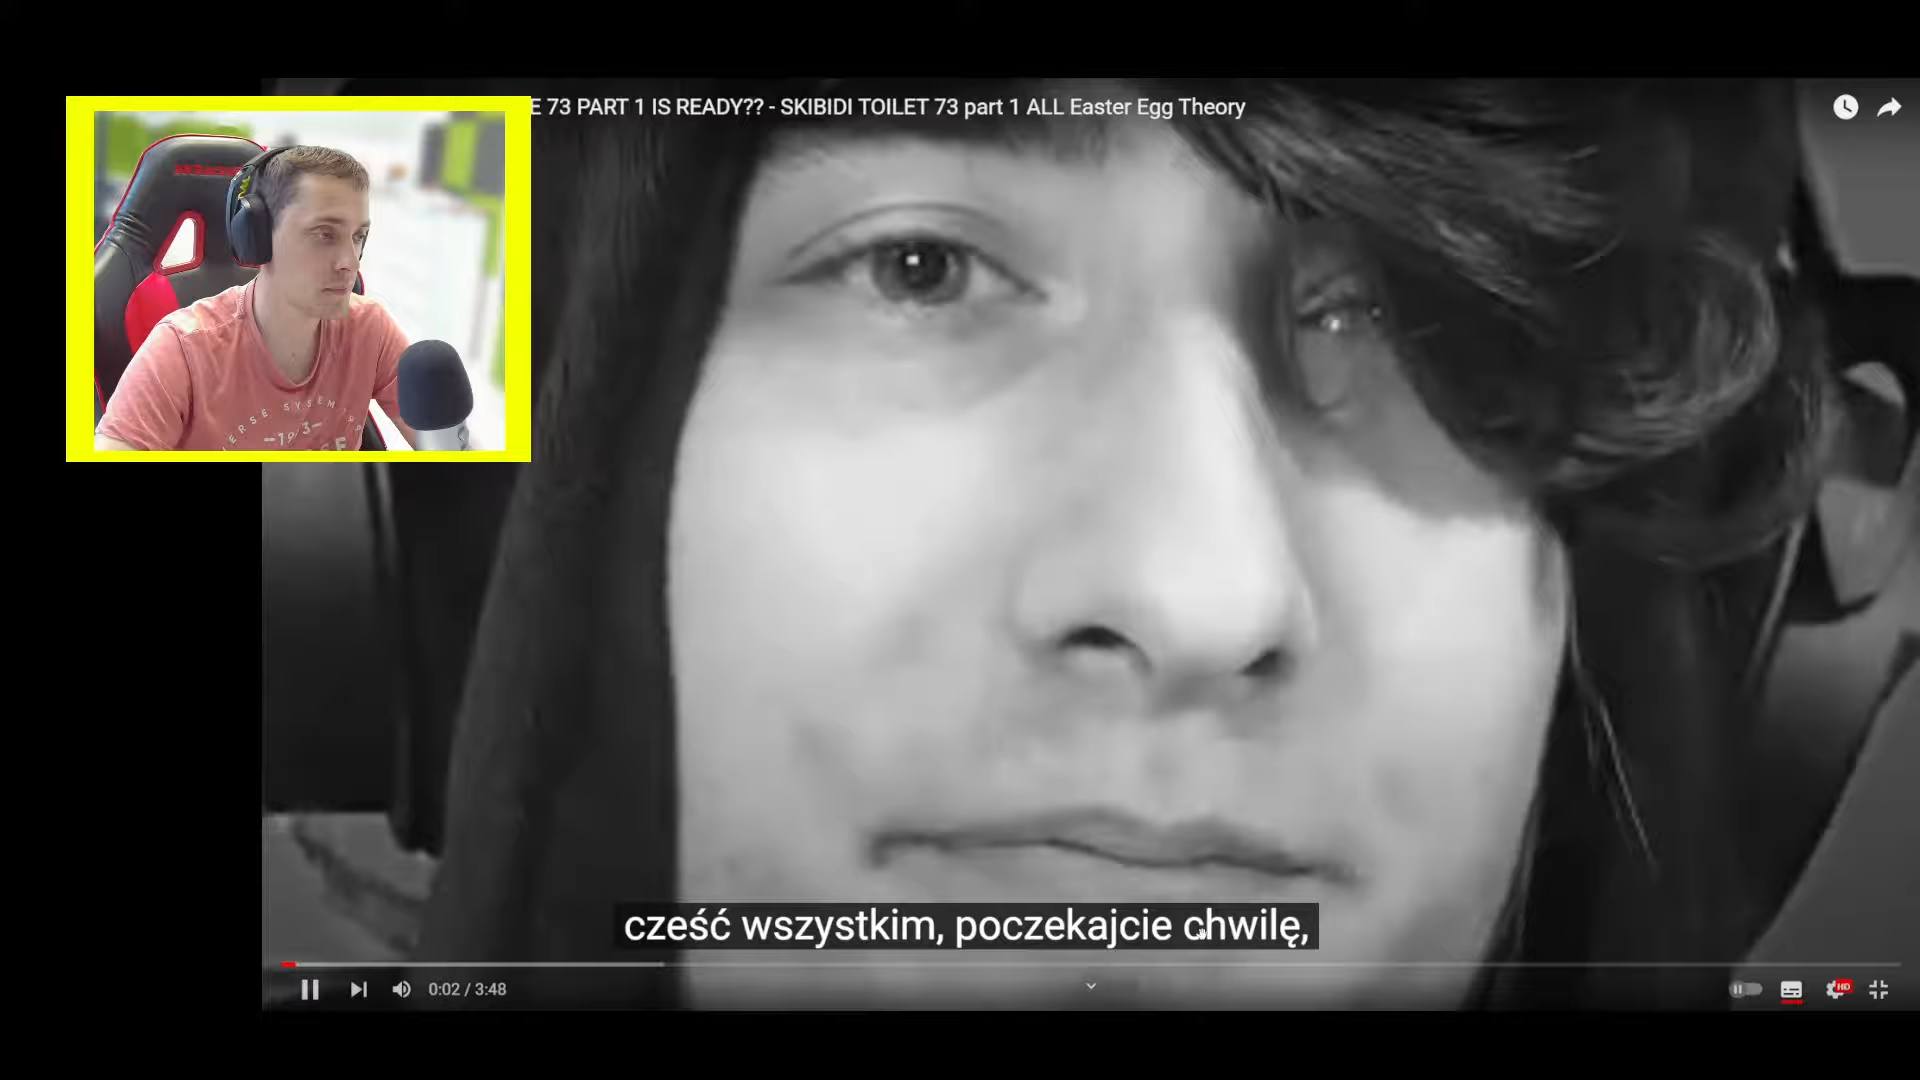 E 73 PART 1 IS READY?? - SKIBIDI TOILET 73 part 1 ALL Easter Egg Theory
cześć wszystkim, poczekajcie chwilę,
0:02 / 3:48
HD